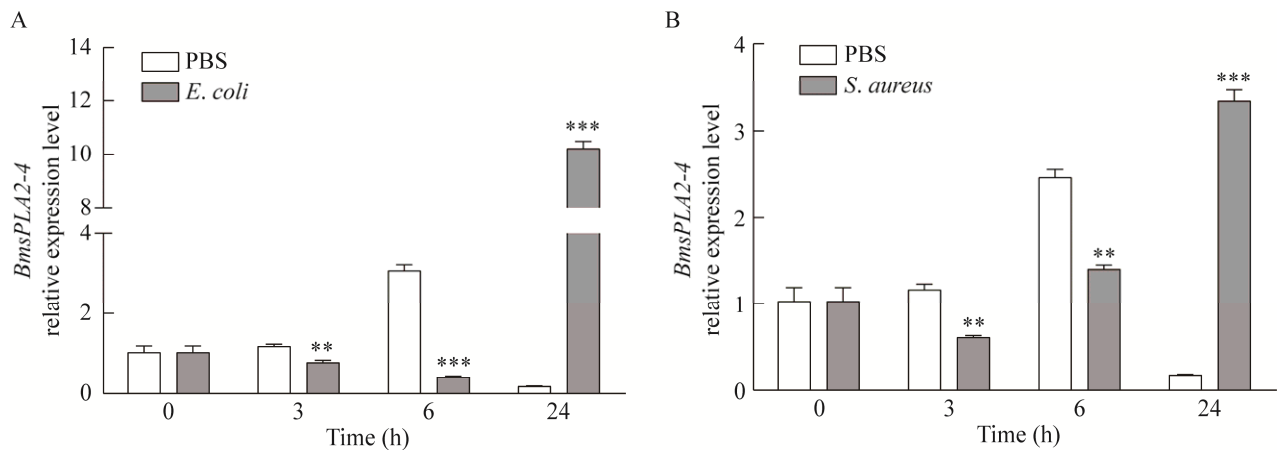 A
BmsPLA2-4
relative expression level
14
12
10
8
4
2
0
PBS
E. coli
**
***
***
0
3
6
24
Time (h)
B
BmsPLA2-4
relative expression level
4
3
2
1
0
PBS
S. aureus
**
**
***
0
3
6
24
Time (h)